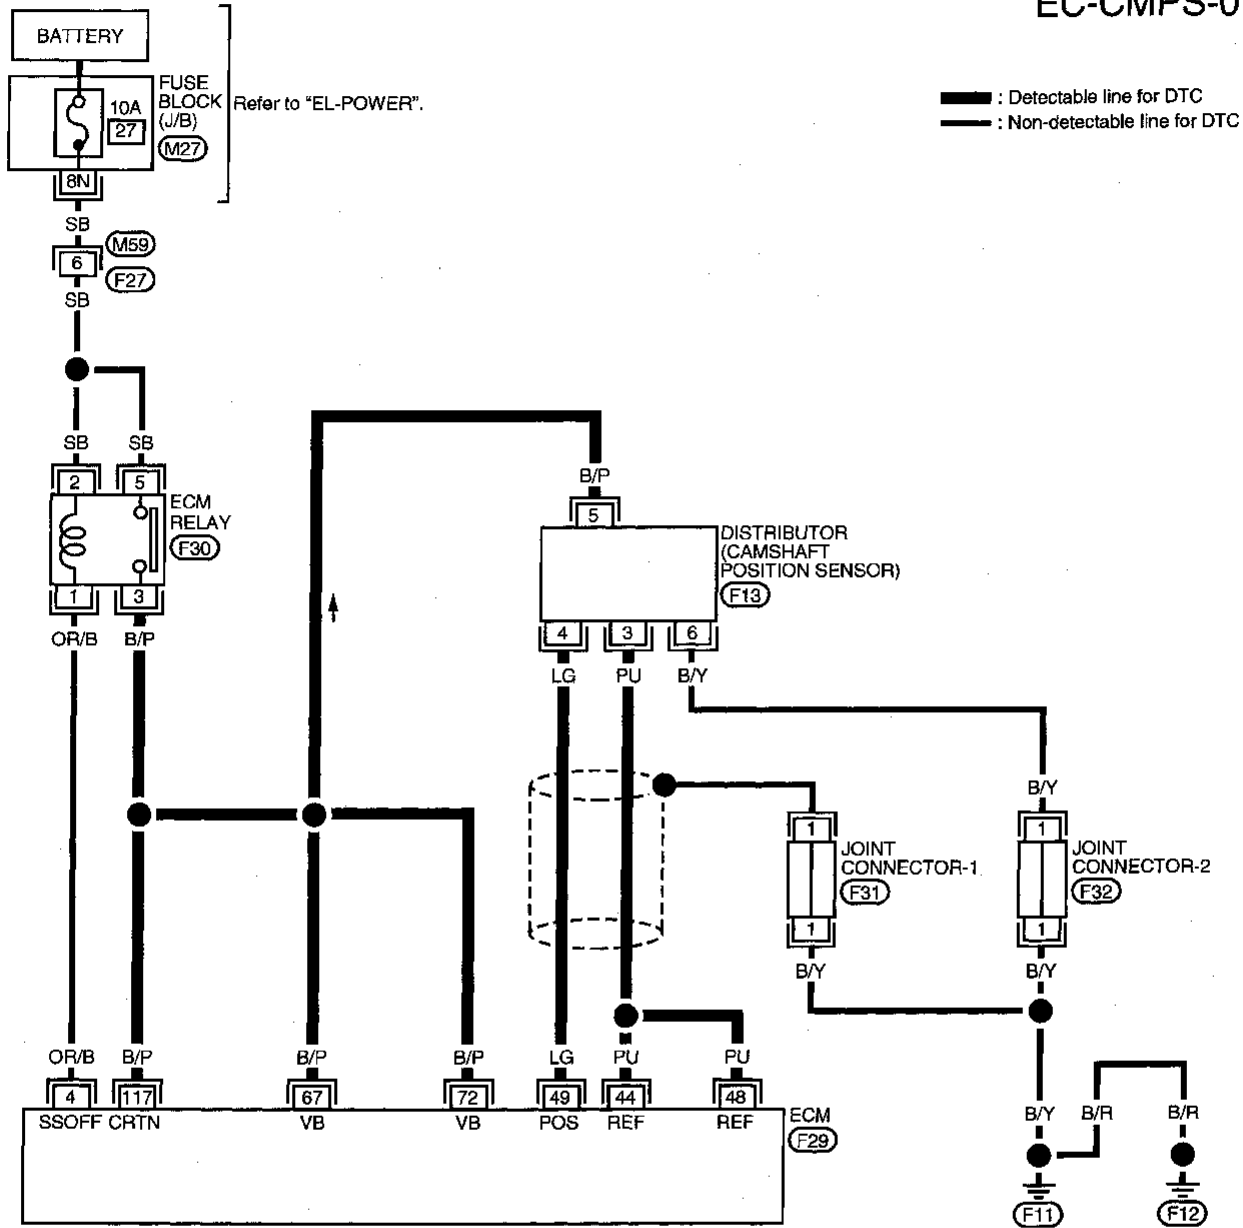 EC-CMPS-0
BATTERY
FUSE
BLOCK
(J/B)
M27
10A
27
Refer to "EL-POWER".
: Detectable line for DTC
: Non-detectable line for DTC
8N
SB
M59
6
F27
SB
SB
SB
2
5
ECM
RELAY
F30
1
3
OR/B
B/P
B/P
5
DISTRIBUTOR
(CAMSHAFT
POSITION SENSOR)
F13
4
3
6
LG
PU
B/Y
B/Y
1
JOINT
CONNECTOR-1
F31
1
B/Y
1
JOINT
CONNECTOR-2
F32
1
B/Y
OR/B
B/P
B/P
B/P
LG
PU
PU
4
117
67
72
49
44
48
SSOFF
CRTN
VB
VB
POS
REF
REF
ECM
F29
B/Y
B/R
B/R
F11
F12